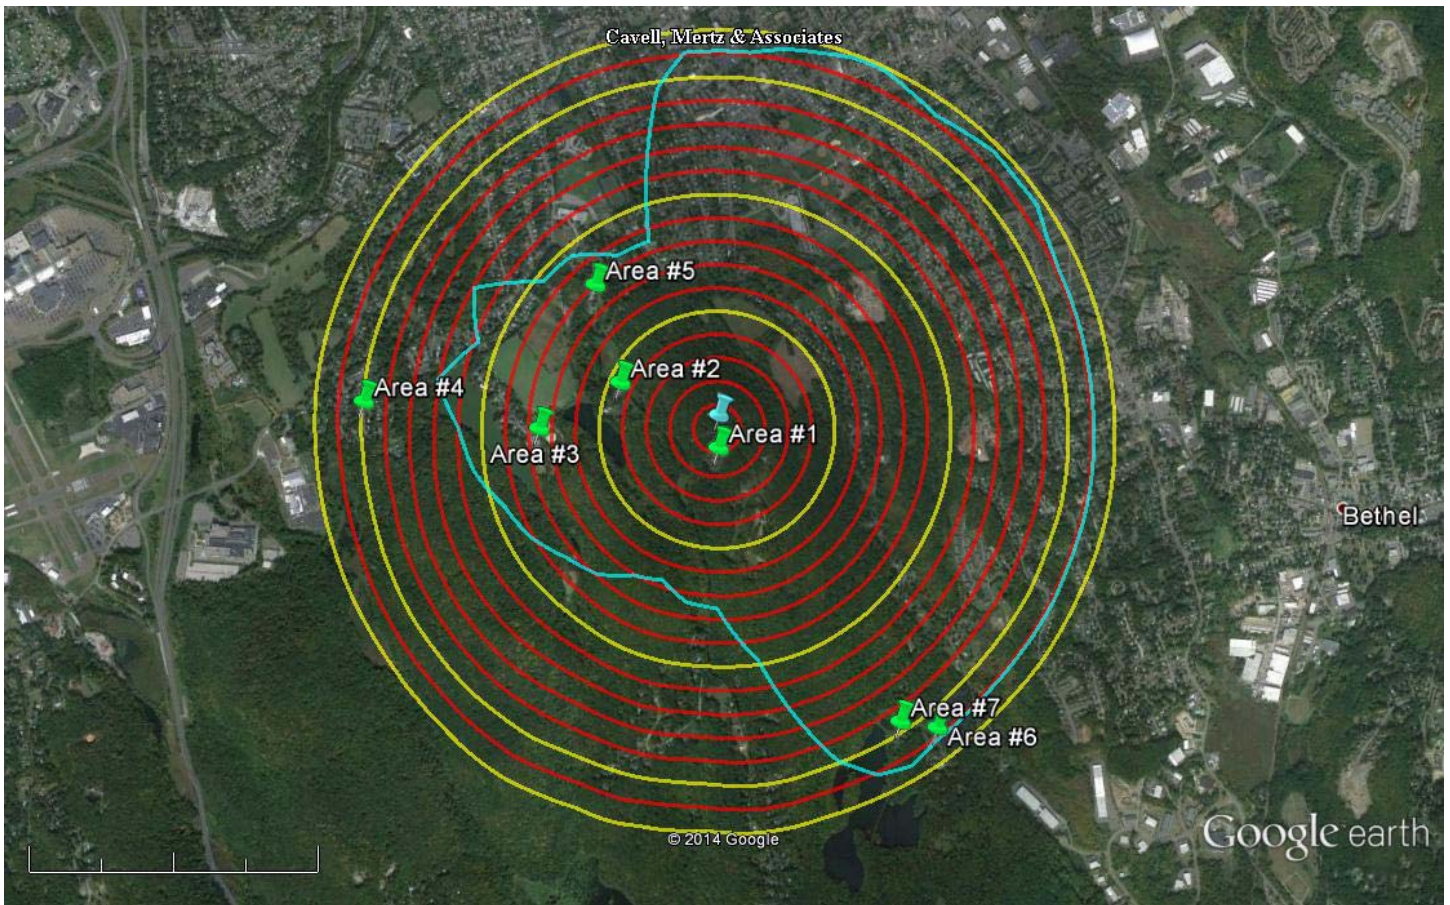 Cavell, Mertz & Associates
Area #5
Area #2
Area #4
Area #1
Area #3
Bethel
Area #7
Area #6
© 2014 Google
Google earth